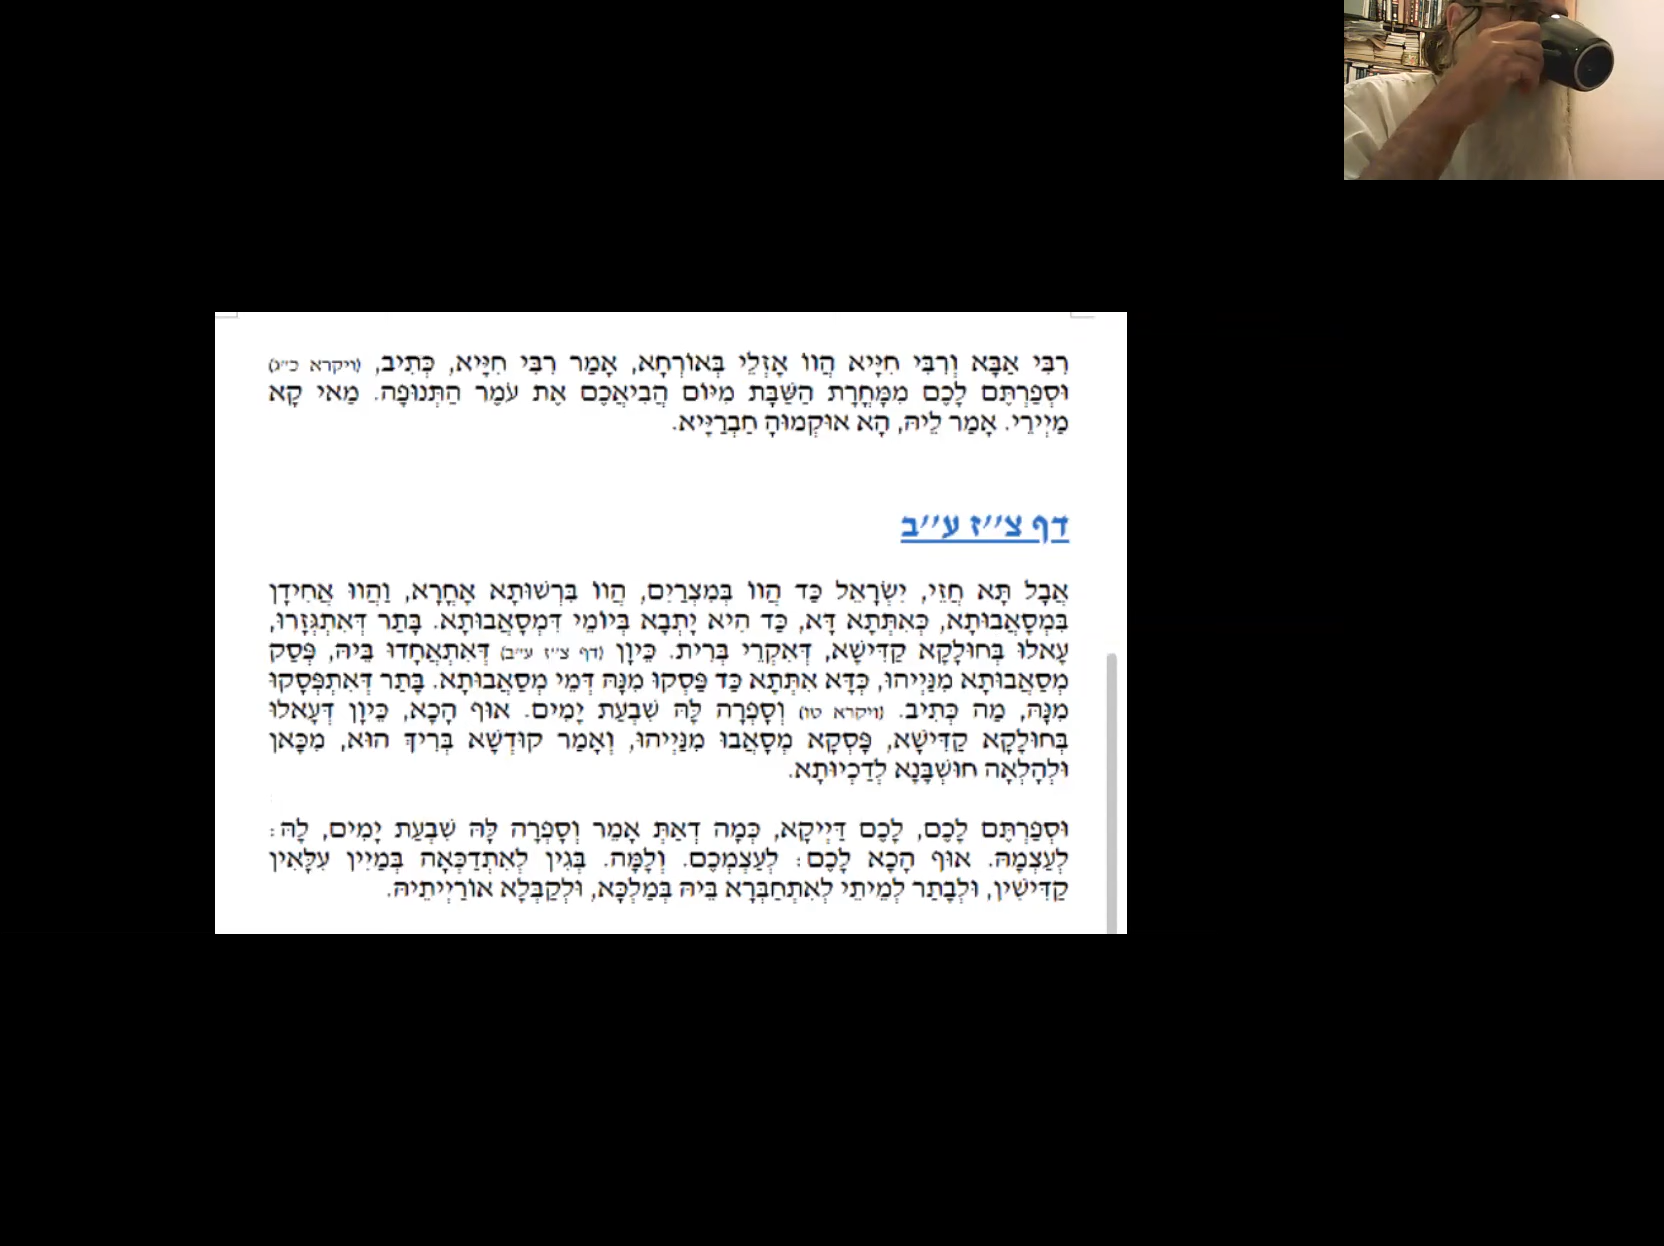 רִבִּי אַבָּא וְרִבִּי חִיָּיא הֲווֹ אָזְלֵי בְּאוֹרְחָא, אָמַר רִבִּי חִיָּיא, כְּתִיב, (ויקרא כ״ג)
וּסְפַרְתֶּם לָכֶם מִמָּחֳרַת הַשַּׁבָּת מִיּוֹם הֲבִיאֲכֶם אֶת עֹמֶר הַתְּנוּפָה. מַאי קָא
מַיְירֵי. אָמַר לֵיהּ, הָא אוּקְמוּהָ חַבְרַיָּיא.
דף צ״ז ע״ב
אֲבָל תָּא חֲזֵי, יִשְׂרָאֵל כַּד הֲווֹ בְּמִצְרַיִם, הֲווֹ בִּרְשׁוּתָא אָחֳרָא, וַהֲווּ אֲחִידָן
בִּמְסָאֲבוּתָא, כְּאִתְּתָא דָּא, כַּד הִיא יָתְבָא בְּיוֹמֵי דִּמְסָאֲבוּתָא. בָּתַר דְּאִתְגְּזָרוּ,
עָאלוּ בְּחוּלָקָא קַדִּישָׁא, דְּאִקְרֵי בְּרִית. כֵּיוָן (דף צ״ז ע״ב) דְּאִתְאֲחָדוּ בֵּיהּ, פְּסַק
מְסַאֲבוּתָא מִנַּיְיהוּ, כְּדָּא אִתְּתָא כַּד פַּסְקוּ מִנָּהּ דְּמֵי מְסַאֲבוּתָא. בָּתַר דְּאִתְפְּסָקוּ
מִנָּהּ, מַה כְּתִיב. (ויקרא טו) וְסָפְרָה לָּהּ שִׁבְעַת יָמִים. אוּף הָכָא, כֵּיוָן דְּעָאלוּ
בְּחוּלָקָא קַדִּישָׁא, פָּסְקָא מְסָאֲבוּ מִנַּיְיהוּ, וְאָמַר קוּדְשָׁא בְּרִיךְ הוּא, מִכָּאן
וּלְהָלְאָה חוּשְׁבָּנָא לְדַכְיוּתָא.
וּסְפַרְתֶּם לָכֶם, לָכֶם דַּיְיקָא, כְּמָה דְאַתְּ אָמֵר וְסָפְרָה לָּהּ שִׁבְעַת יָמִים, לָהּ:
לְעַצְמָהּ. אוּף הָכָא לָכֶם: לְעַצְמְכֶם. וְלָמָּה. בְּגִין לְאִתְדַּכְּאָה בְּמַיִין עִלָּאִין
קַדִּישִׁין, וּלְבָתַר לְמֵיתֵי לְאִתְחַבְּרָא בֵּיהּ בְּמַלְכָּא, וּלְקַבְּלָא אוֹרַיְיתֵיהּ.